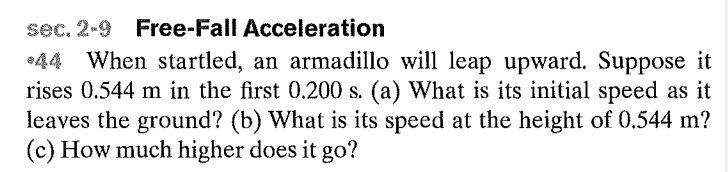 sec. 2-9 Free-Fall Acceleration
•44 When startled, an armadillo will leap upward. Suppose it
rises 0.544 m in the first 0.200 s. (a) What is its initial speed as it
leaves the ground? (b) What is its speed at the height of 0.544 m?
(c) How much higher does it go?